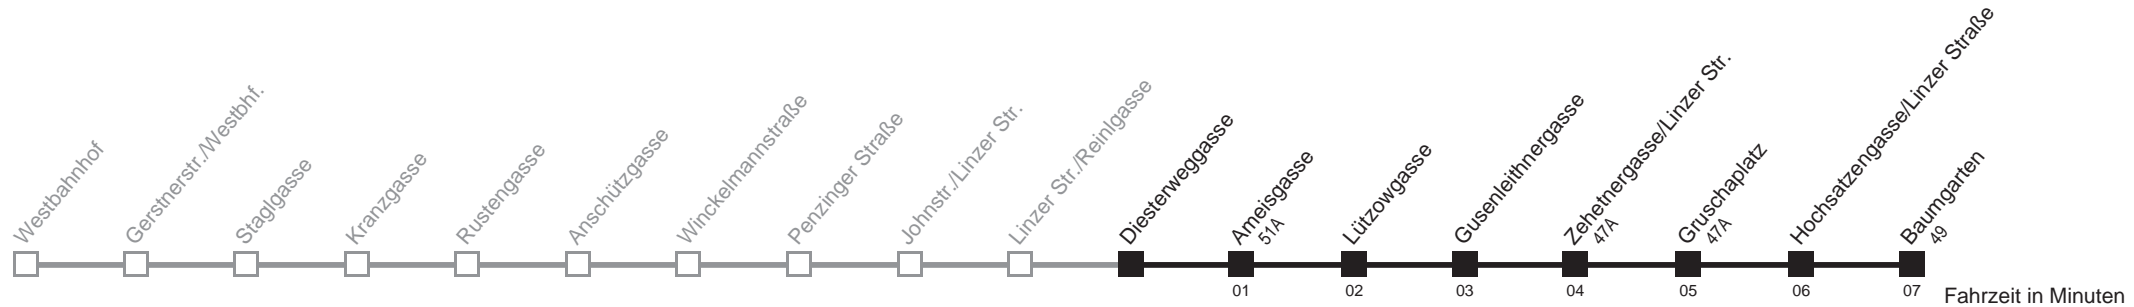 Westbahnhof
Gerstnerstr./Westbhf.
Staglgasse
Kranzgasse
Rustengasse
Anschützgasse
Winckelmannstraße
Penzinger Straße
Johnstr./Linzer Str.
Linzer Str./Reinlgasse
Diesterweggasse
Ameisgasse
51A
Lützowgasse
Gusenleithnergasse
Zehetnergasse/Linzer Str.
47A
Gruschaplatz
47A
Hochsatzengasse/Linzer Straße
Baumgarten
49
01 02 03 04 05 06 07 Fahrzeit in Minuten